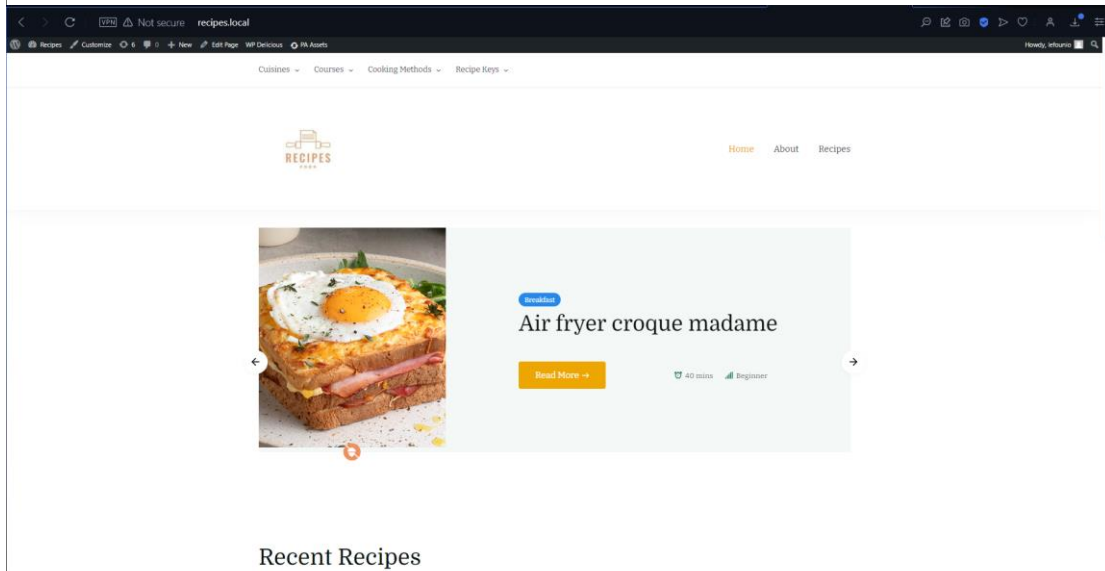 VPN Not secure recipes.local
Recipes Customize 6 0 + New Edit Page WP Delicious PA Assets
Howdy, iefounio
Cuisines Courses Cooking Methods Recipe Keys
RECIPES
Home About Recipes
Breakfast
Air fryer croque madame
Read More →
40 mins Beginner
Recent Recipes